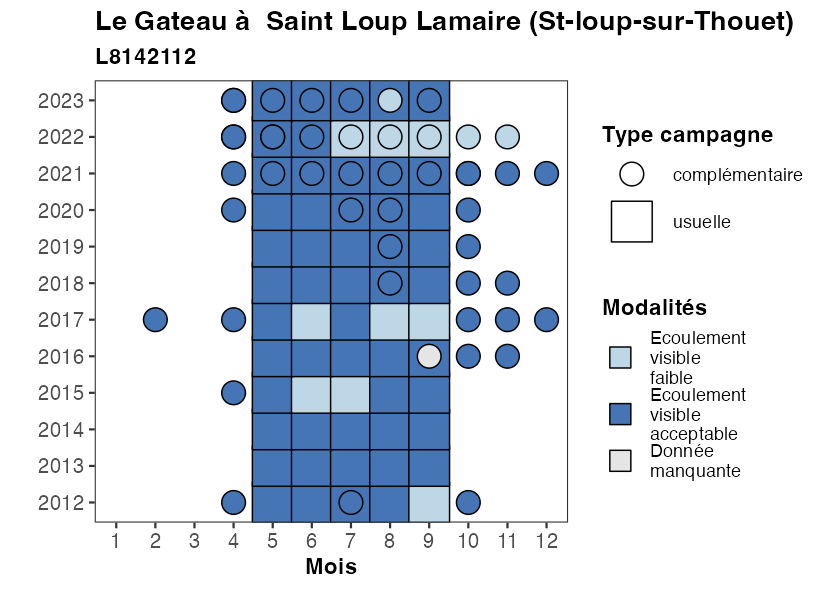 Le Gateau à  Saint Loup Lamaire (St-loup-sur-Thouet)
L8142112
2023
2022
2021
2020
2019
2018
2017
2016
2015
2014
2013
2012
1 2 3 4 5 6 7 8 9 10 11 12
Mois
Type campagne
complémentaire
usuelle
Modalités
Ecoulement
visible
faible
Ecoulement
visible
acceptable
Donnée
manquante